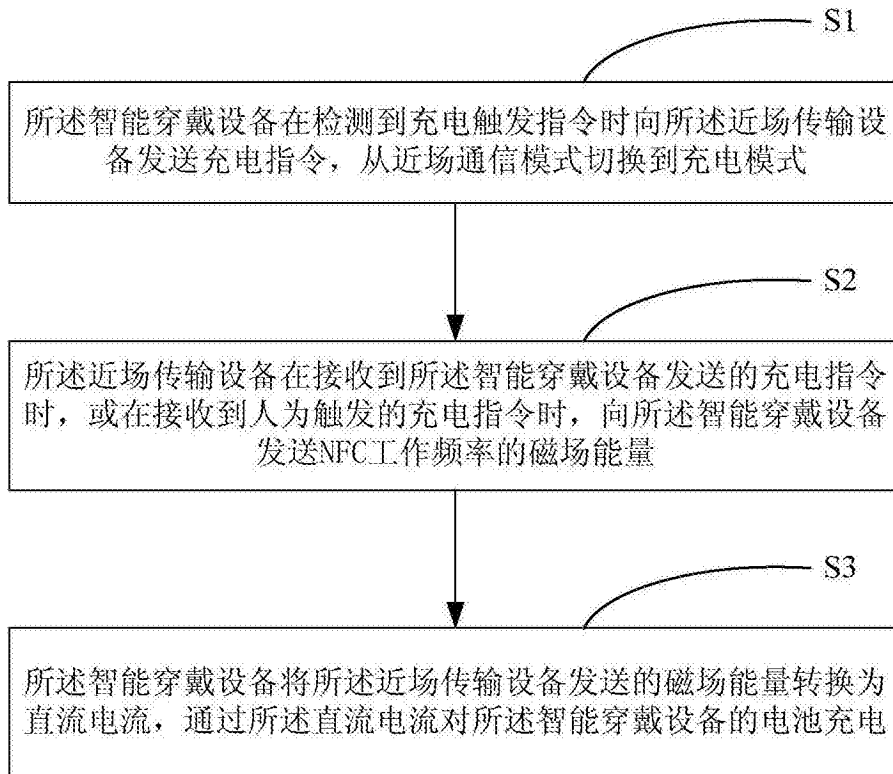 S1
所述智能穿戴设备在检测到充电触发指令时向所述近场传输设
备发送充电指令，从近场通信模式切换到充电模式
S2
所述近场传输设备在接收到所述智能穿戴设备发送的充电指令
时，或在接收到人为触发的充电指令时，向所述智能穿戴设备
发送NFC工作频率的磁场能量
S3
所述智能穿戴设备将所述近场传输设备发送的磁场能量转换为
直流电流，通过所述直流电流对所述智能穿戴设备的电池充电